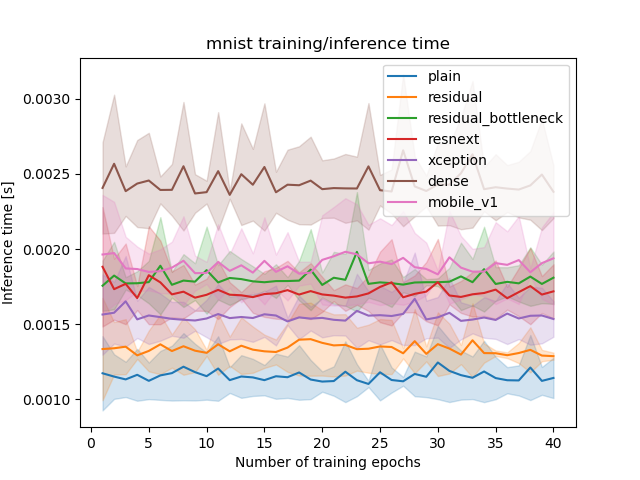 mnist training/inference time
plain
residual
residual_bottleneck
resnext
xception
dense
mobile_v1
0.0030
0.0025
0.0020
0.0015
0.0010
Inference time [s]
0 5 10 15 20 25 30 35 40
Number of training epochs